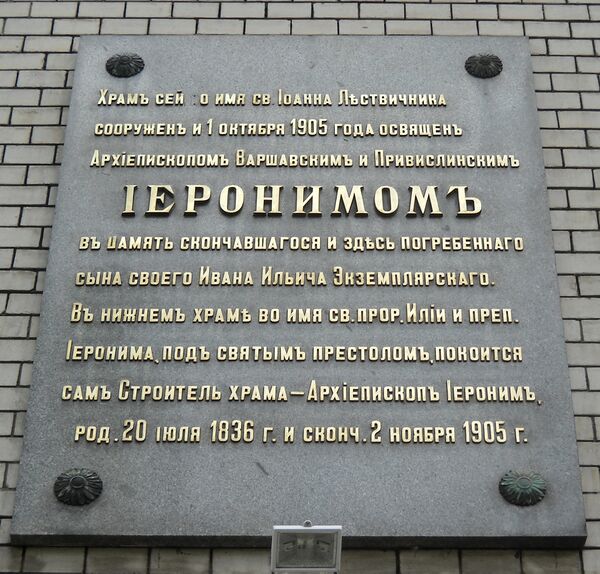 Храмъ сей :о имя св Іоанна Лѣствичника
сооруженъ и 1 октября 1905 года освященъ
Архіепископомъ Варшавскимъ и Привислинскимъ
ІЕРОНИМОМЪ
въ память скончавшагося и здѣсь погребеннаго
сына своего Ивана Ильича Экземплярскаго.
Въ нижнемъ храмѣ во имя св.прор.Иліи и преп.
Іеронима,подъ святымъ престоломъ,покоится
самъ Строитель храма—Архіепископъ Іеронимъ,
род.20 іюля 1836 г. и сконч.2 ноября 1905 г.